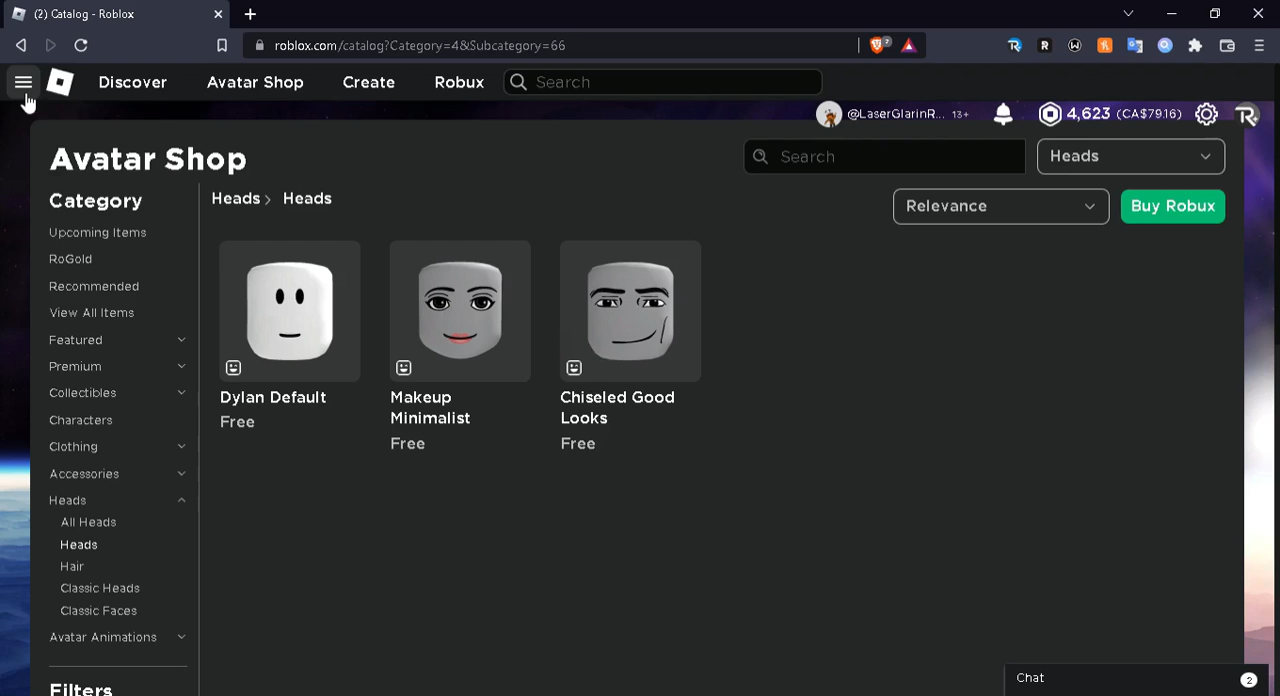 (2) Catalog - Roblox
roblox.com/catalog?Category=4&Subcategory=66
Discover
Avatar Shop
Create
Robux
Search
@LaserGlarinR...
13+
4,623 (CA$79.16)
Avatar Shop
Search
Heads
Category
Heads > Heads
Relevance
Buy Robux
Upcoming Items
RoGold
Recommended
View All Items
Featured
Premium
Collectibles
Characters
Clothing
Accessories
Heads
All Heads
Heads
Hair
Classic Heads
Classic Faces
Avatar Animations
Filters
Dylan Default
Free
Makeup
Minimalist
Free
Chiseled Good
Looks
Free
Chat
2